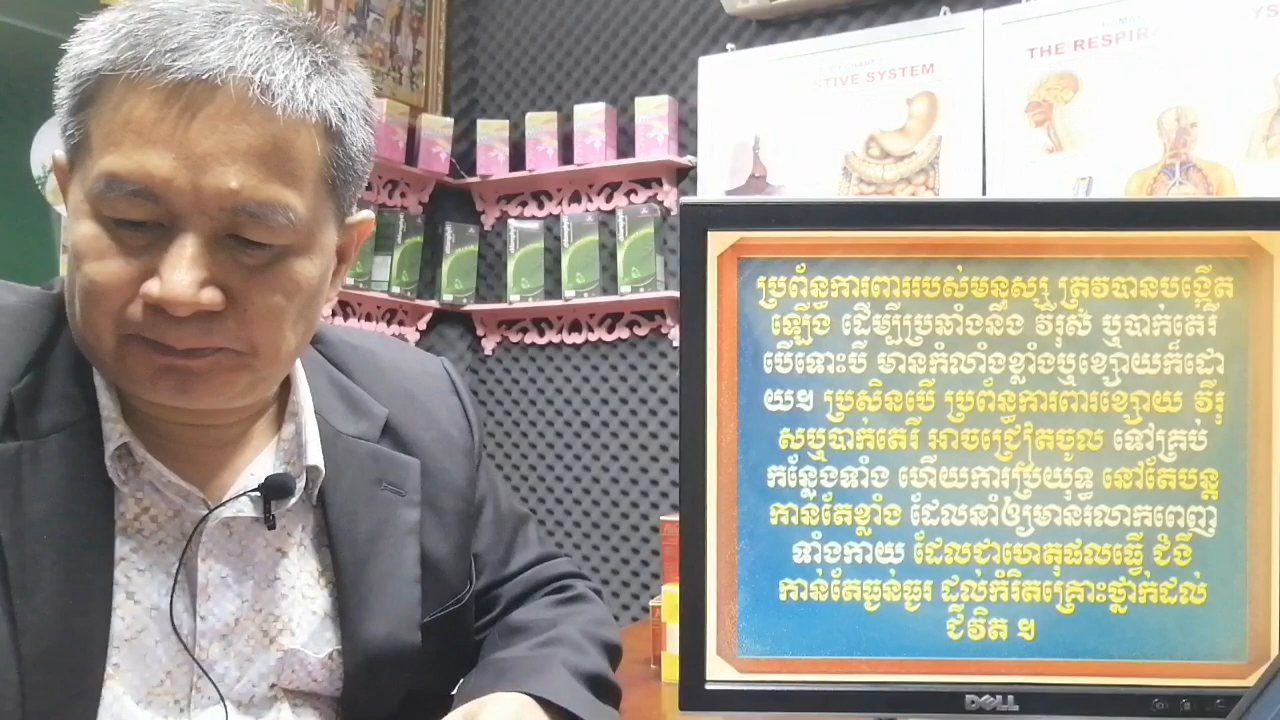 STIVE SYSTEM
THE RESPIR
ប្រព័ន្ធការពាររបស់មនុស្ស ត្រូវបានបង្កើត
ឡើង ដើម្បីប្រឆាំងនឹង វីរុស ឬបាក់តេរី
បើទោះបី មានកំលាំងខ្លាំងឬខ្សោយក៏ដោ
យ។ ប្រសិនបើ ប្រព័ន្ធការពារខ្សោយ វីរុ
សឬបាក់តេរី អាចជ្រៀតចូល ទៅគ្រប់
កន្លែងទាំង ហើយការប្រយុទ្ធ នៅតែបន្ត
កាន់តែខ្លាំង ដែលនាំឲ្យមានរលាកពេញ
ទាំងកាយ ដែលជាហេតុផលធ្វើ ជំងឺ
កាន់តែធ្ងន់ធ្ងរ ដល់កំរិតគ្រោះថ្នាក់ដល់
ជីវិត ។
DELL